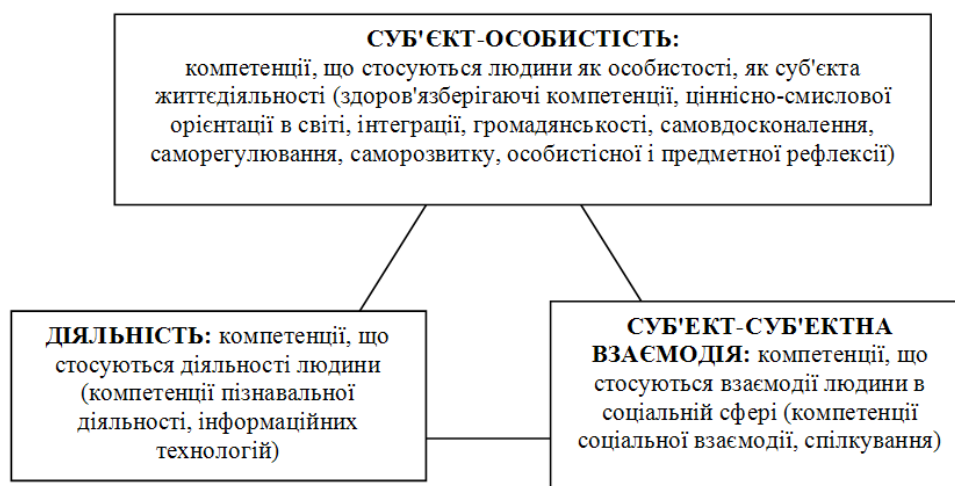 СУБ'ЄКТ-ОСОБИСТІСТЬ:
компетенції, що стосуються людини як особистості, як суб'єкта
життєдіяльності (здоров'язберігаючі компетенції, ціннісно-смислової
орієнтації в світі, інтеграції, громадянськості, самовдосконалення,
саморегулювання, саморозвитку, особистісної і предметної рефлексії)
ДІЯЛЬНІСТЬ: компетенції, що
стосуються діяльності людини
(компетенції пізнавальної
діяльності, інформаційних
технологій)
СУБ'ЕКТ-СУБ'ЕКТНА
ВЗАЄМОДІЯ: компетенції, що
стосуються взаємодії людини в
соціальній сфері (компетенції
соціальної взаємодії, спілкування)